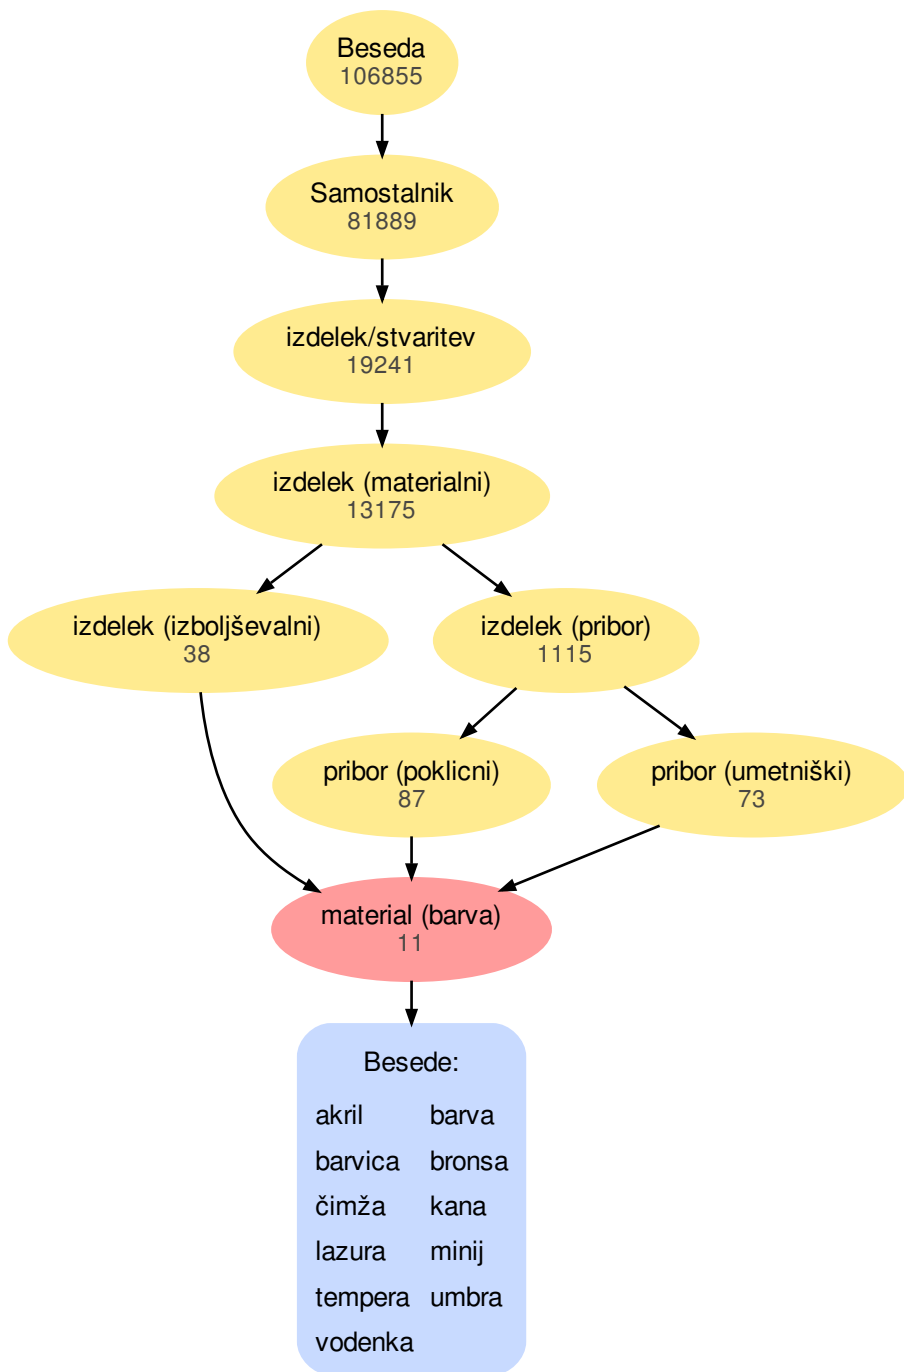 Beseda
106855
Samostalnik
81889
izdelek/stvaritev
19241
izdelek (materialni)
13175
izdelek (izboljševalni)
38
izdelek (pribor)
1115
pribor (poklicni)
87
pribor (umetniški)
73
material (barva)
11
Besede:
akril barva
barvica bronsa
čimža kana
lazura minij
tempera umbra
vodenka